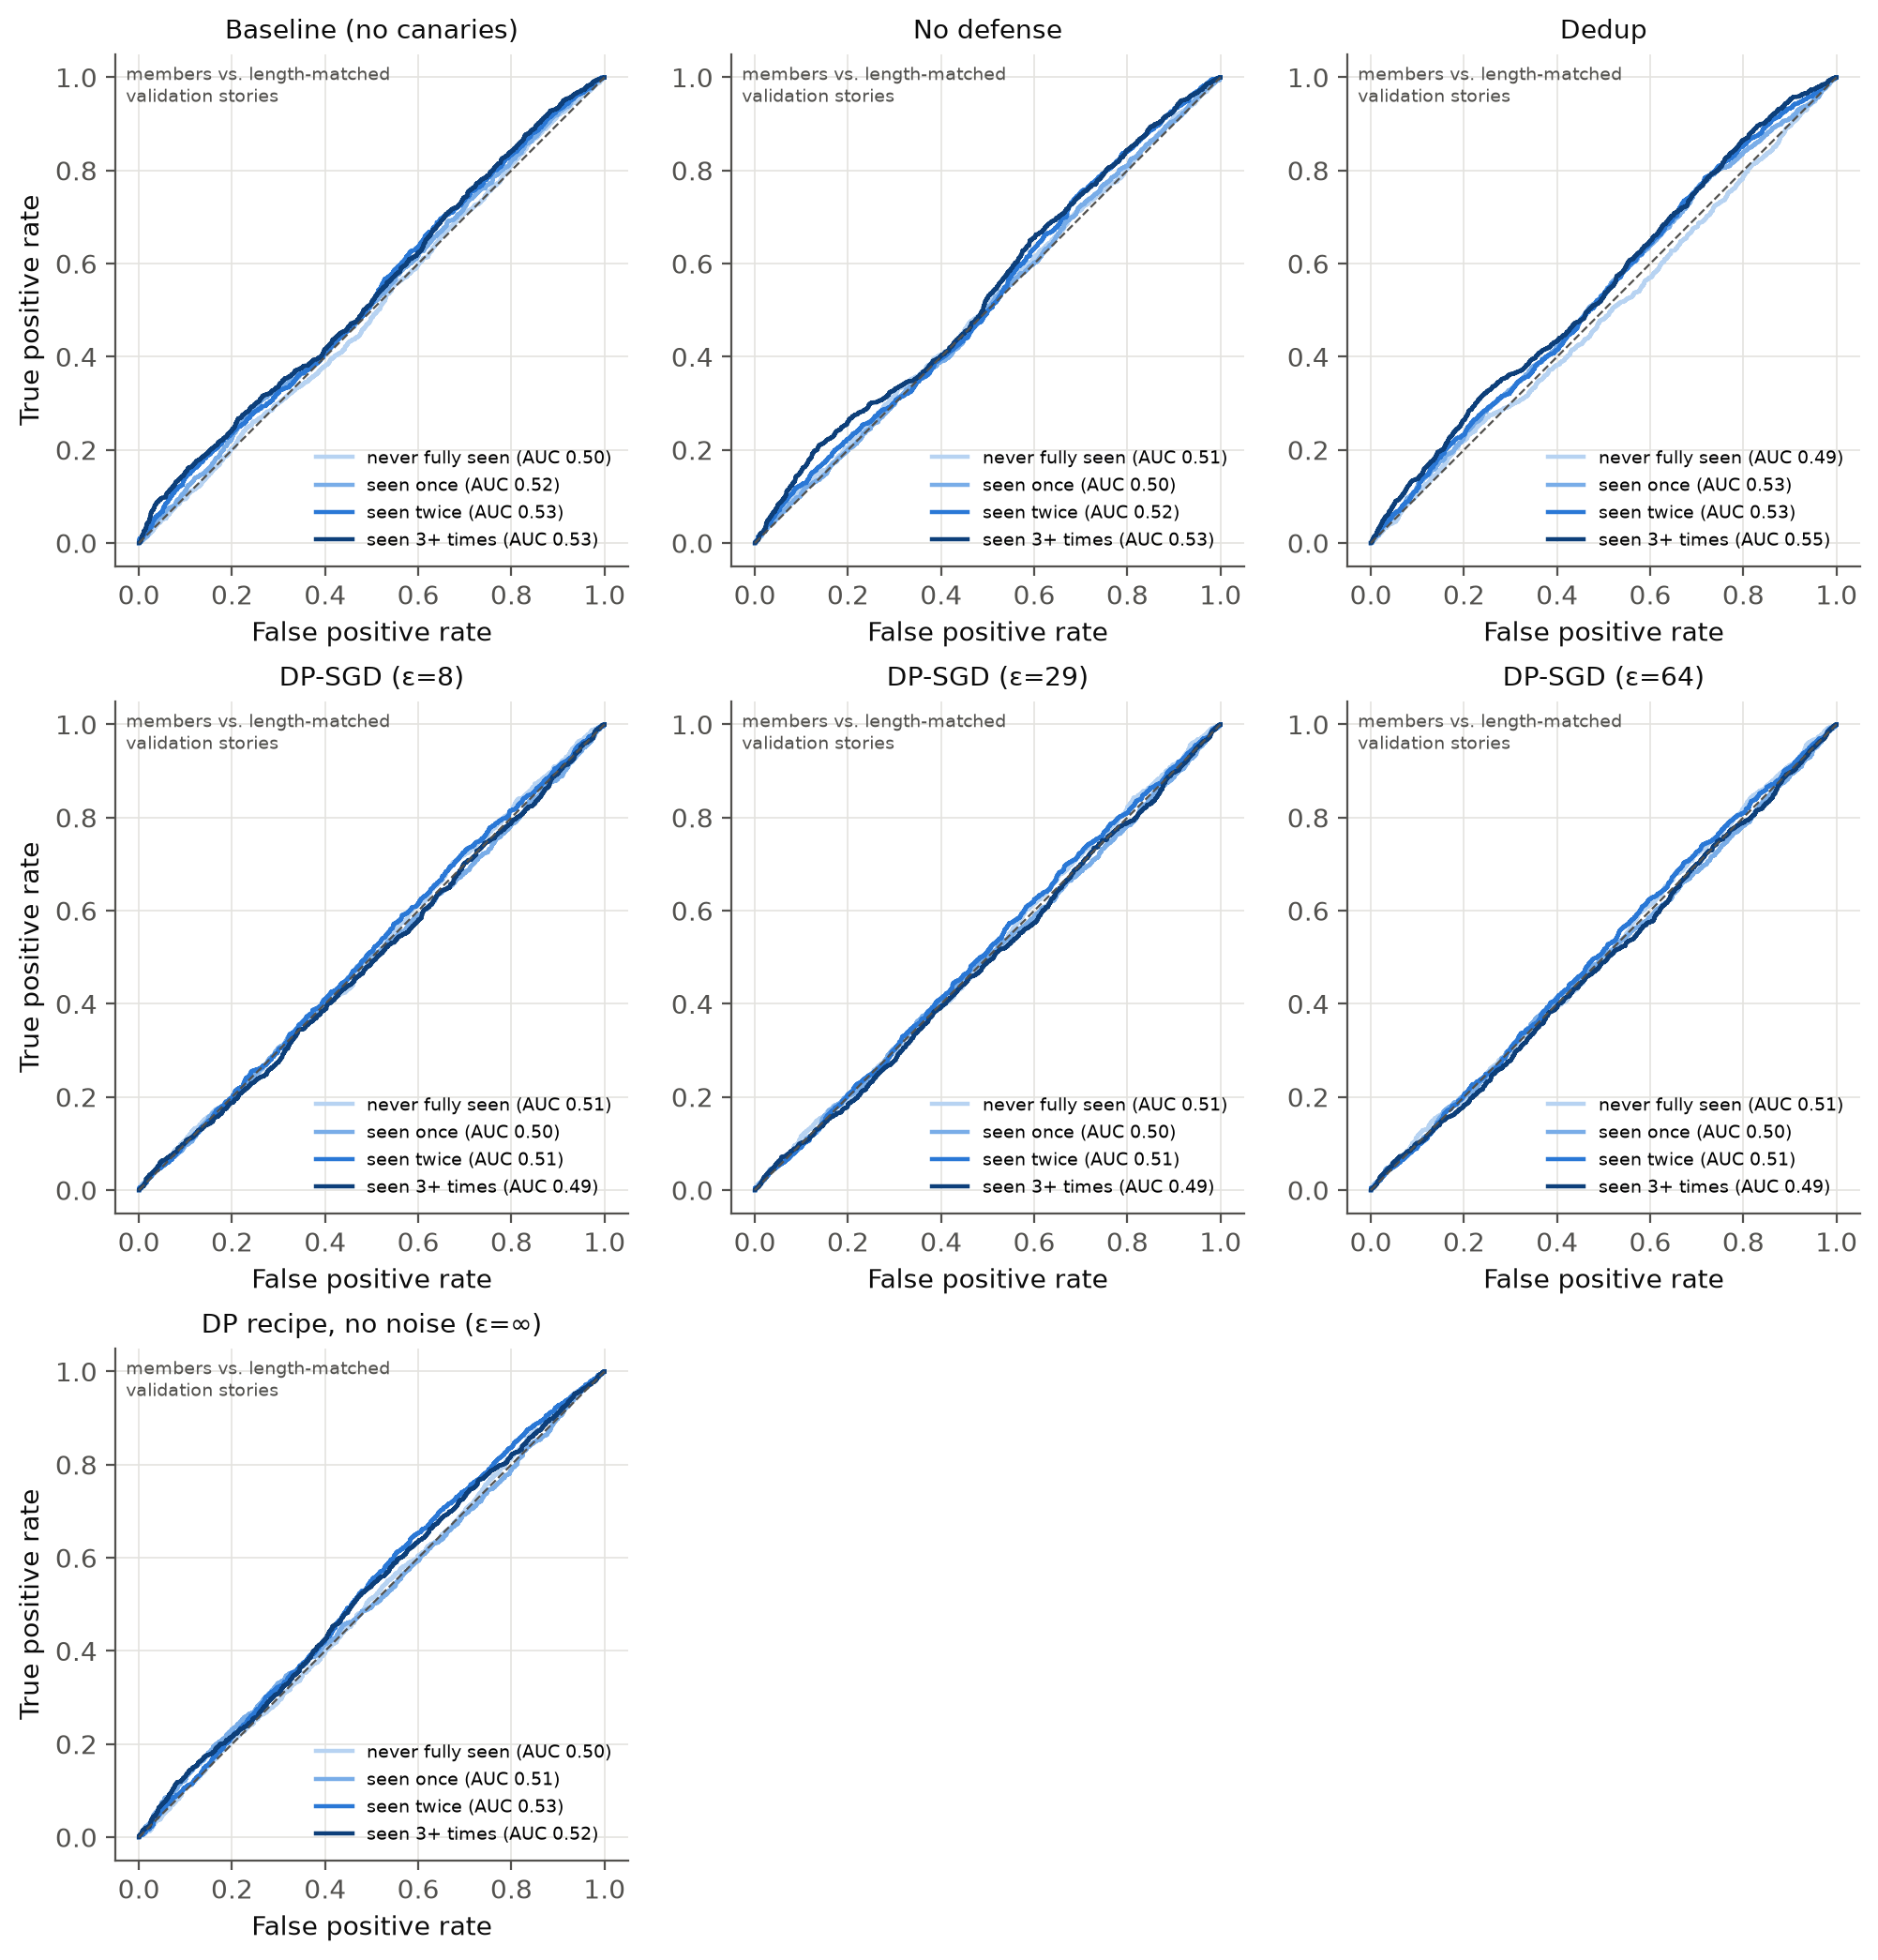 Baseline (no canaries)
members vs. length-matched
validation stories
True positive rate
1.0
0.8
0.6
0.4
0.2
0.0
never fully seen (AUC 0.50)
seen once (AUC 0.52)
seen twice (AUC 0.53)
seen 3+ times (AUC 0.53)
0.0 0.2 0.4 0.6 0.8 1.0
False positive rate
No defense
members vs. length-matched
validation stories
1.0
0.8
0.6
0.4
0.2
0.0
never fully seen (AUC 0.51)
seen once (AUC 0.50)
seen twice (AUC 0.52)
seen 3+ times (AUC 0.53)
0.0 0.2 0.4 0.6 0.8 1.0
False positive rate
Dedup
members vs. length-matched
validation stories
1.0
0.8
0.6
0.4
0.2
0.0
never fully seen (AUC 0.49)
seen once (AUC 0.53)
seen twice (AUC 0.53)
seen 3+ times (AUC 0.55)
0.0 0.2 0.4 0.6 0.8 1.0
False positive rate
DP-SGD (ε=8)
members vs. length-matched
validation stories
True positive rate
1.0
0.8
0.6
0.4
0.2
0.0
never fully seen (AUC 0.51)
seen once (AUC 0.50)
seen twice (AUC 0.51)
seen 3+ times (AUC 0.49)
0.0 0.2 0.4 0.6 0.8 1.0
False positive rate
DP-SGD (ε=29)
members vs. length-matched
validation stories
1.0
0.8
0.6
0.4
0.2
0.0
never fully seen (AUC 0.51)
seen once (AUC 0.50)
seen twice (AUC 0.51)
seen 3+ times (AUC 0.49)
0.0 0.2 0.4 0.6 0.8 1.0
False positive rate
DP-SGD (ε=64)
members vs. length-matched
validation stories
1.0
0.8
0.6
0.4
0.2
0.0
never fully seen (AUC 0.51)
seen once (AUC 0.50)
seen twice (AUC 0.51)
seen 3+ times (AUC 0.49)
0.0 0.2 0.4 0.6 0.8 1.0
False positive rate
DP recipe, no noise (ε=∞)
members vs. length-matched
validation stories
True positive rate
1.0
0.8
0.6
0.4
0.2
0.0
never fully seen (AUC 0.50)
seen once (AUC 0.51)
seen twice (AUC 0.53)
seen 3+ times (AUC 0.52)
0.0 0.2 0.4 0.6 0.8 1.0
False positive rate